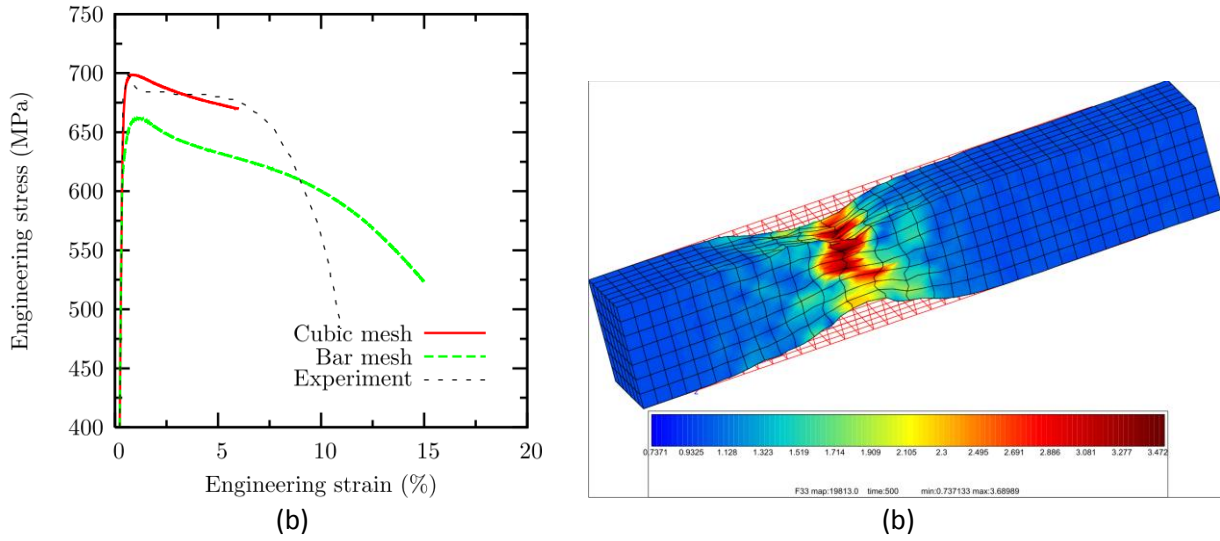 750
700
650
600
550
500
450
400
Engineering stress (MPa)
Cubic mesh
Bar mesh
Experiment
0 5 10 15 20
Engineering strain (%)
(b)
0.7371 0.9325 1.128 1.323 1.519 1.714 1.909 2.105 2.3 2.495 2.691 2.886 3.081 3.277 3.472
F33 map:19813.0 time:500 min:0.737133 max:3.68989
(b)